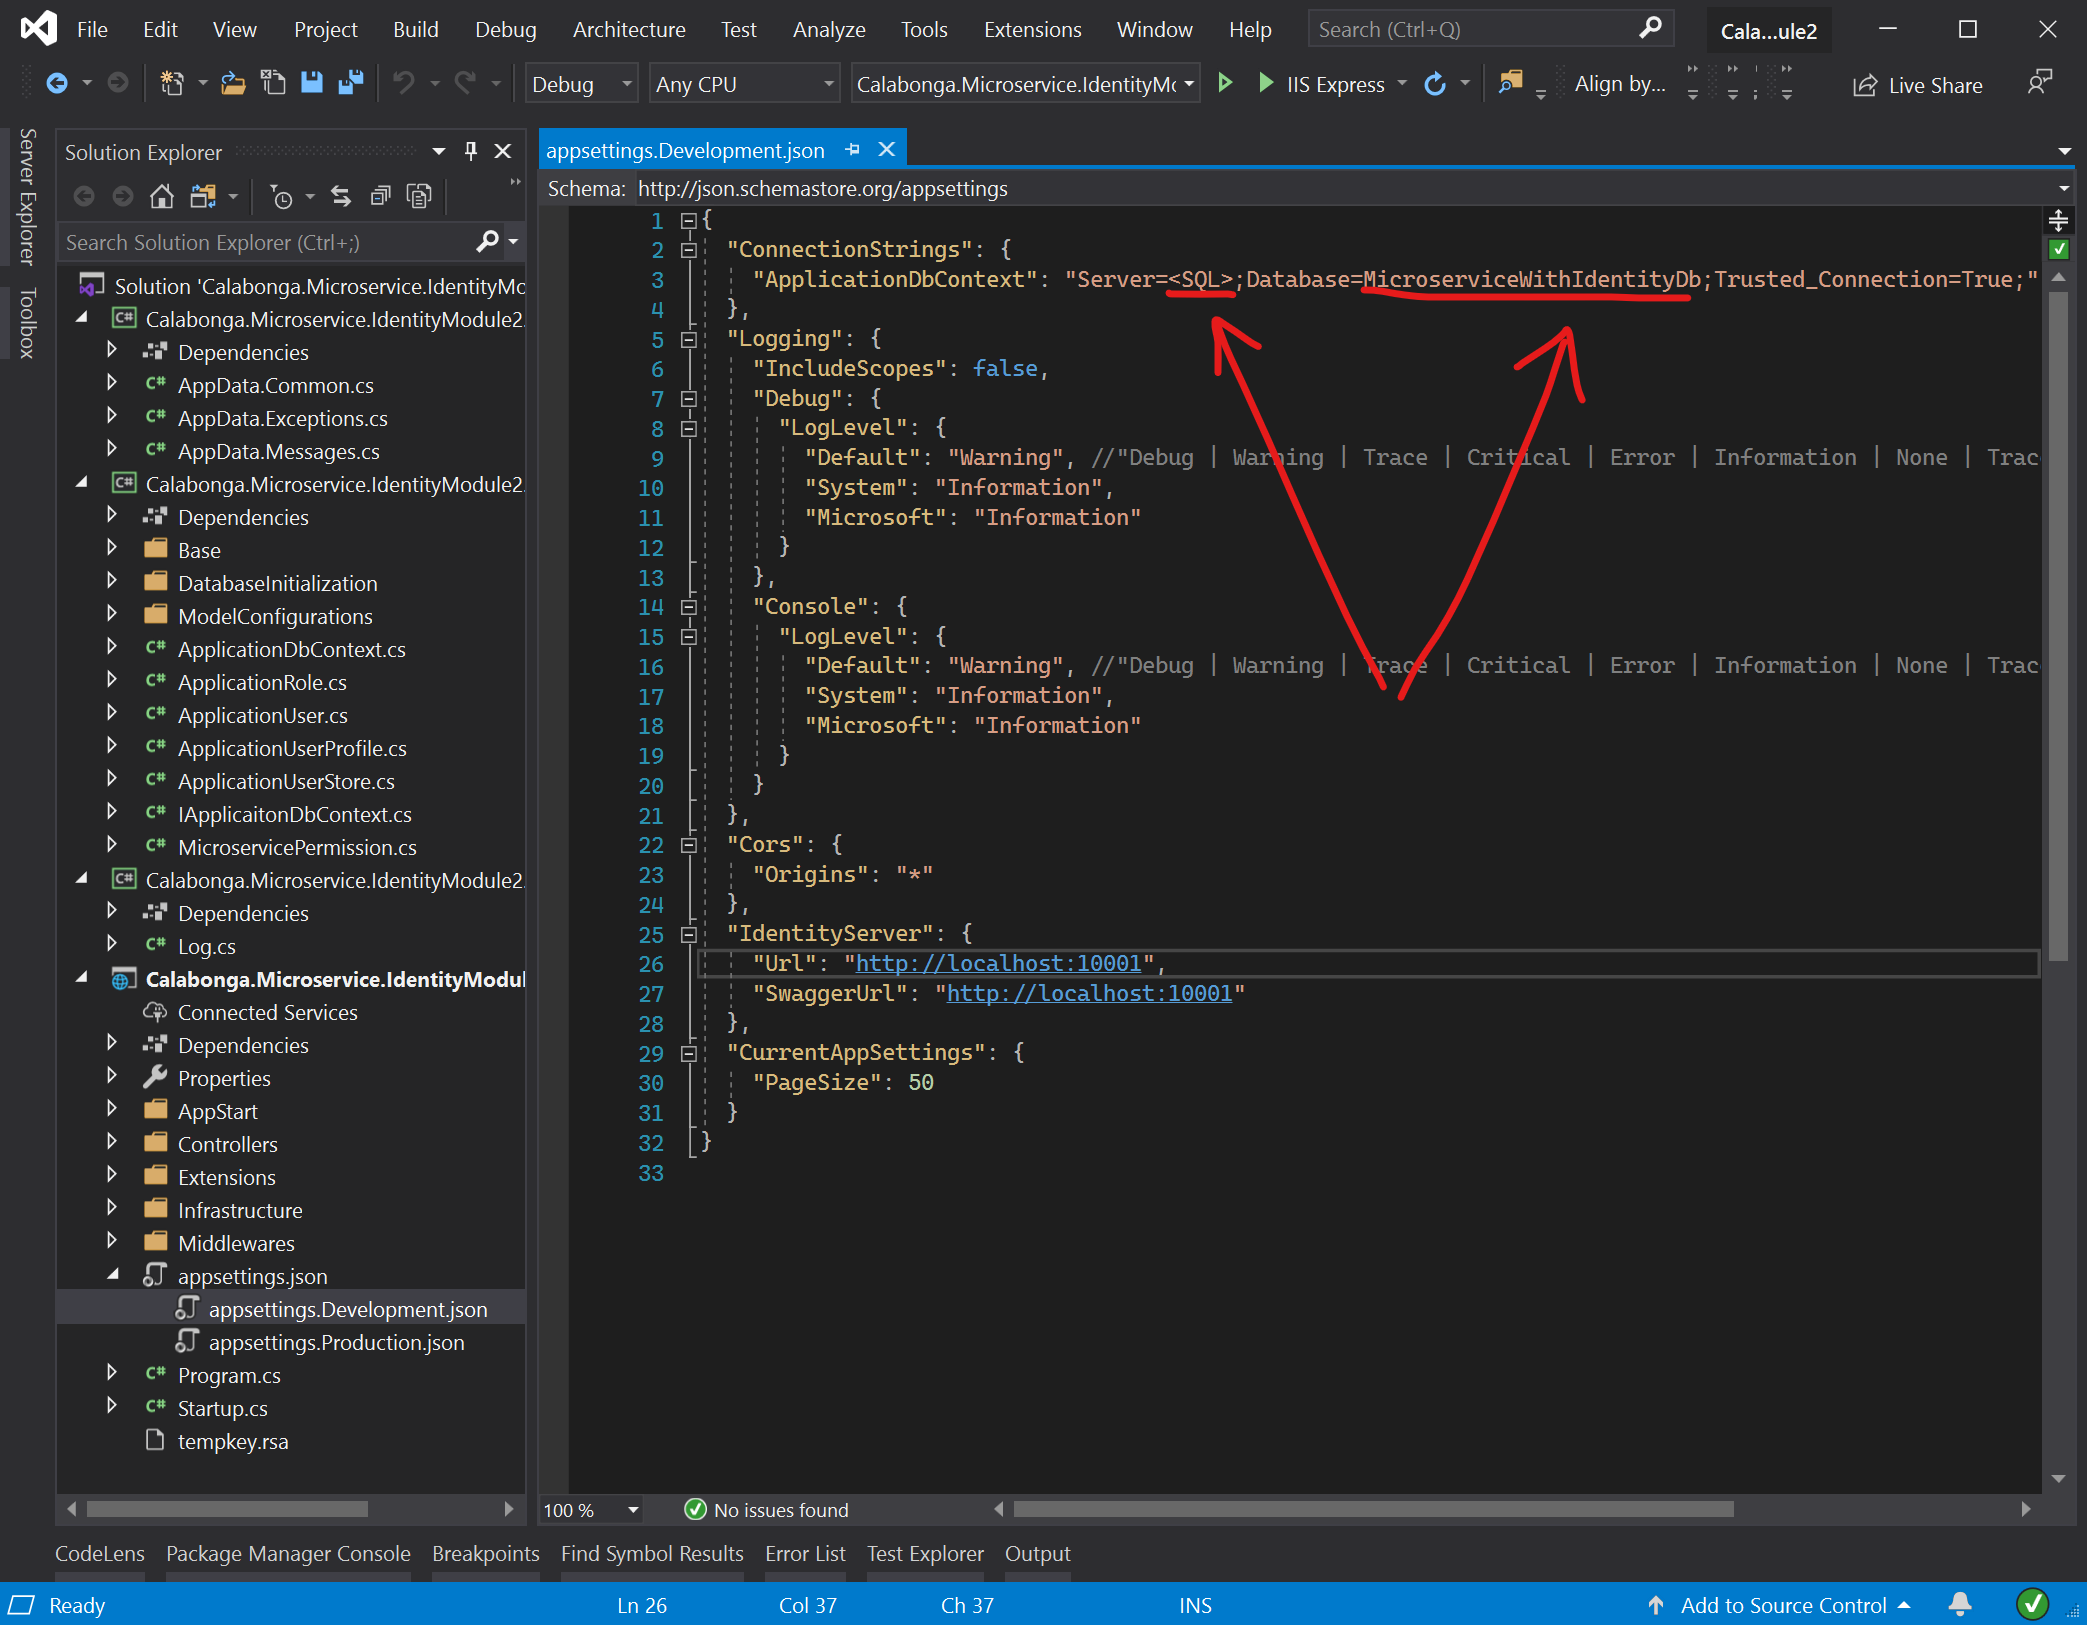 File Edit View Project Build Debug Test Architecture Analyze Tools Extensions Window Help Search (Ctrl+Q) Cala...ule2
Debug Any CPU Calabonga.Microservice.IdentityMo IIS Express Align by... Live Share
Server Explorer
Toolbox
Solution Explorer
Search Solution Explorer (Ctrl+;)
Solution 'Calabonga.Microservice.IdentityMo
Calabonga.Microservice.IdentityModule2.
Dependencies
C# AppData.Common.cs
C# AppData.Exceptions.cs
C# AppData.Messages.cs
Calabonga.Microservice.IdentityModule2.
Dependencies
Base
DatabaseInitialization
ModelConfigurations
C# ApplicationDbContext.cs
C# ApplicationRole.cs
C# ApplicationUser.cs
C# ApplicationUserProfile.cs
C# ApplicationUserStore.cs
C# IApplicaitonDbContext.cs
C# MicroservicePermission.cs
Calabonga.Microservice.IdentityModule2.
Dependencies
C# Log.cs
Calabonga.Microservice.IdentityModul
Connected Services
Dependencies
Properties
AppStart
Controllers
Extensions
Infrastructure
Middlewares
appsettings.json
appsettings.Development.json
appsettings.Production.json
C# Program.cs
C# Startup.cs
tempkey.rsa
appsettings.Development.json
Schema: http://json.schemastore.org/appsettings
1 {
2 "ConnectionStrings": {
3 "ApplicationDbContext": "Server=<SQL>;Database=MicroserviceWithIdentityDb;Trusted_Connection=True;"
4 },
5 "Logging": {
6 "IncludeScopes": false,
7 "Debug": {
8 "LogLevel": {
9 "Default": "Warning", //"Debug | Warning | Trace | Critical | Error | Information | None | Trac
10 "System": "Information",
11 "Microsoft": "Information"
12 }
13 },
14 "Console": {
15 "LogLevel": {
16 "Default": "Warning", //"Debug | Warning | Trace | Critical | Error | Information | None | Trac
17 "System": "Information",
18 "Microsoft": "Information"
19 }
20 }
21 },
22 "Cors": {
23 "Origins": "*"
24 },
25 "IdentityServer": {
26 "Url": "http://localhost:10001",
27 "SwaggerUrl": "http://localhost:10001"
28 },
29 "CurrentAppSettings": {
30 "PageSize": 50
31 }
32 }
33
100 % No issues found
CodeLens Package Manager Console Breakpoints Find Symbol Results Error List Test Explorer Output
Ready Ln 26 Col 37 Ch 37 INS Add to Source Control